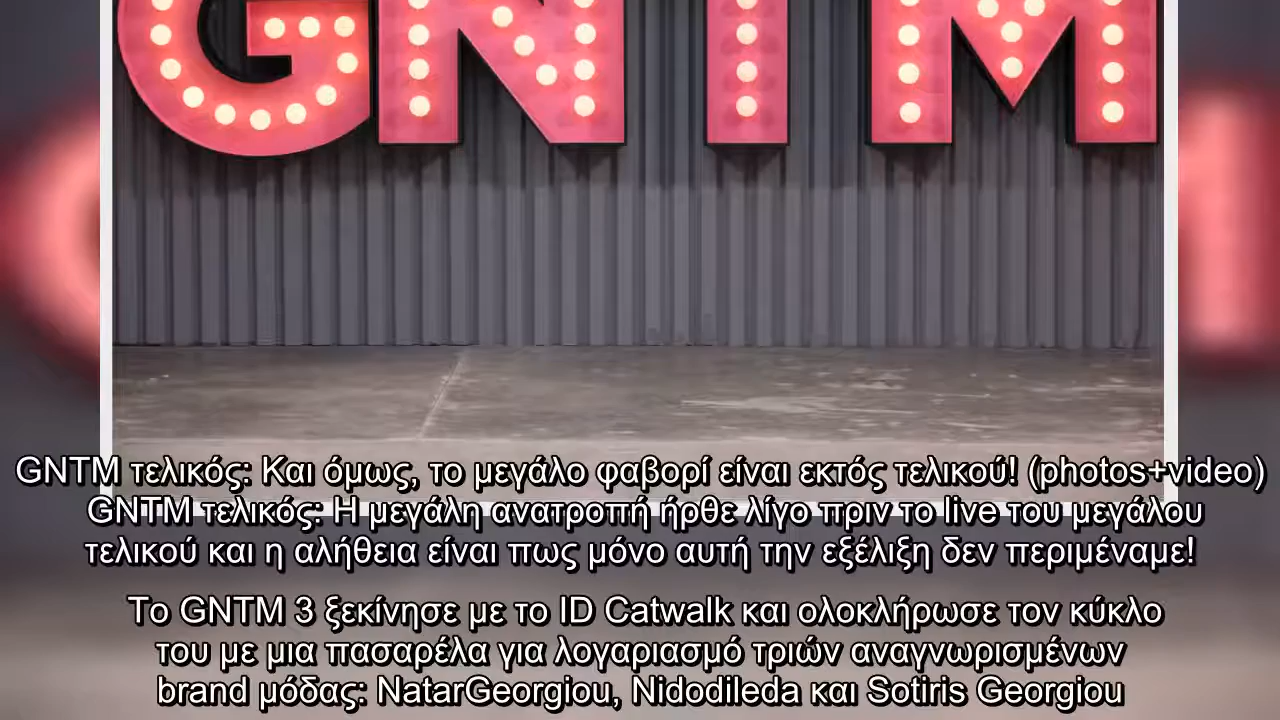 GNTM
GNTM τελικός: Και όμως, το μεγάλο φαβορί είναι εκτός τελικού! (photos+video)
GNTM τελικός: Η μεγάλη ανατροπή ήρθε λίγο πριν το live του μεγάλου
τελικού και η αλήθεια είναι πως μόνο αυτή την εξέλιξη δεν περιμέναμε!
Το GNTM 3 ξεκίνησε με το ID Catwalk και ολοκλήρωσε τον κύκλο
του με μια πασαρέλα για λογαριασμό τριών αναγνωρισμένων
brand μόδας: NatarGeorgiou, Nidodileda και Sotiris Georgiou